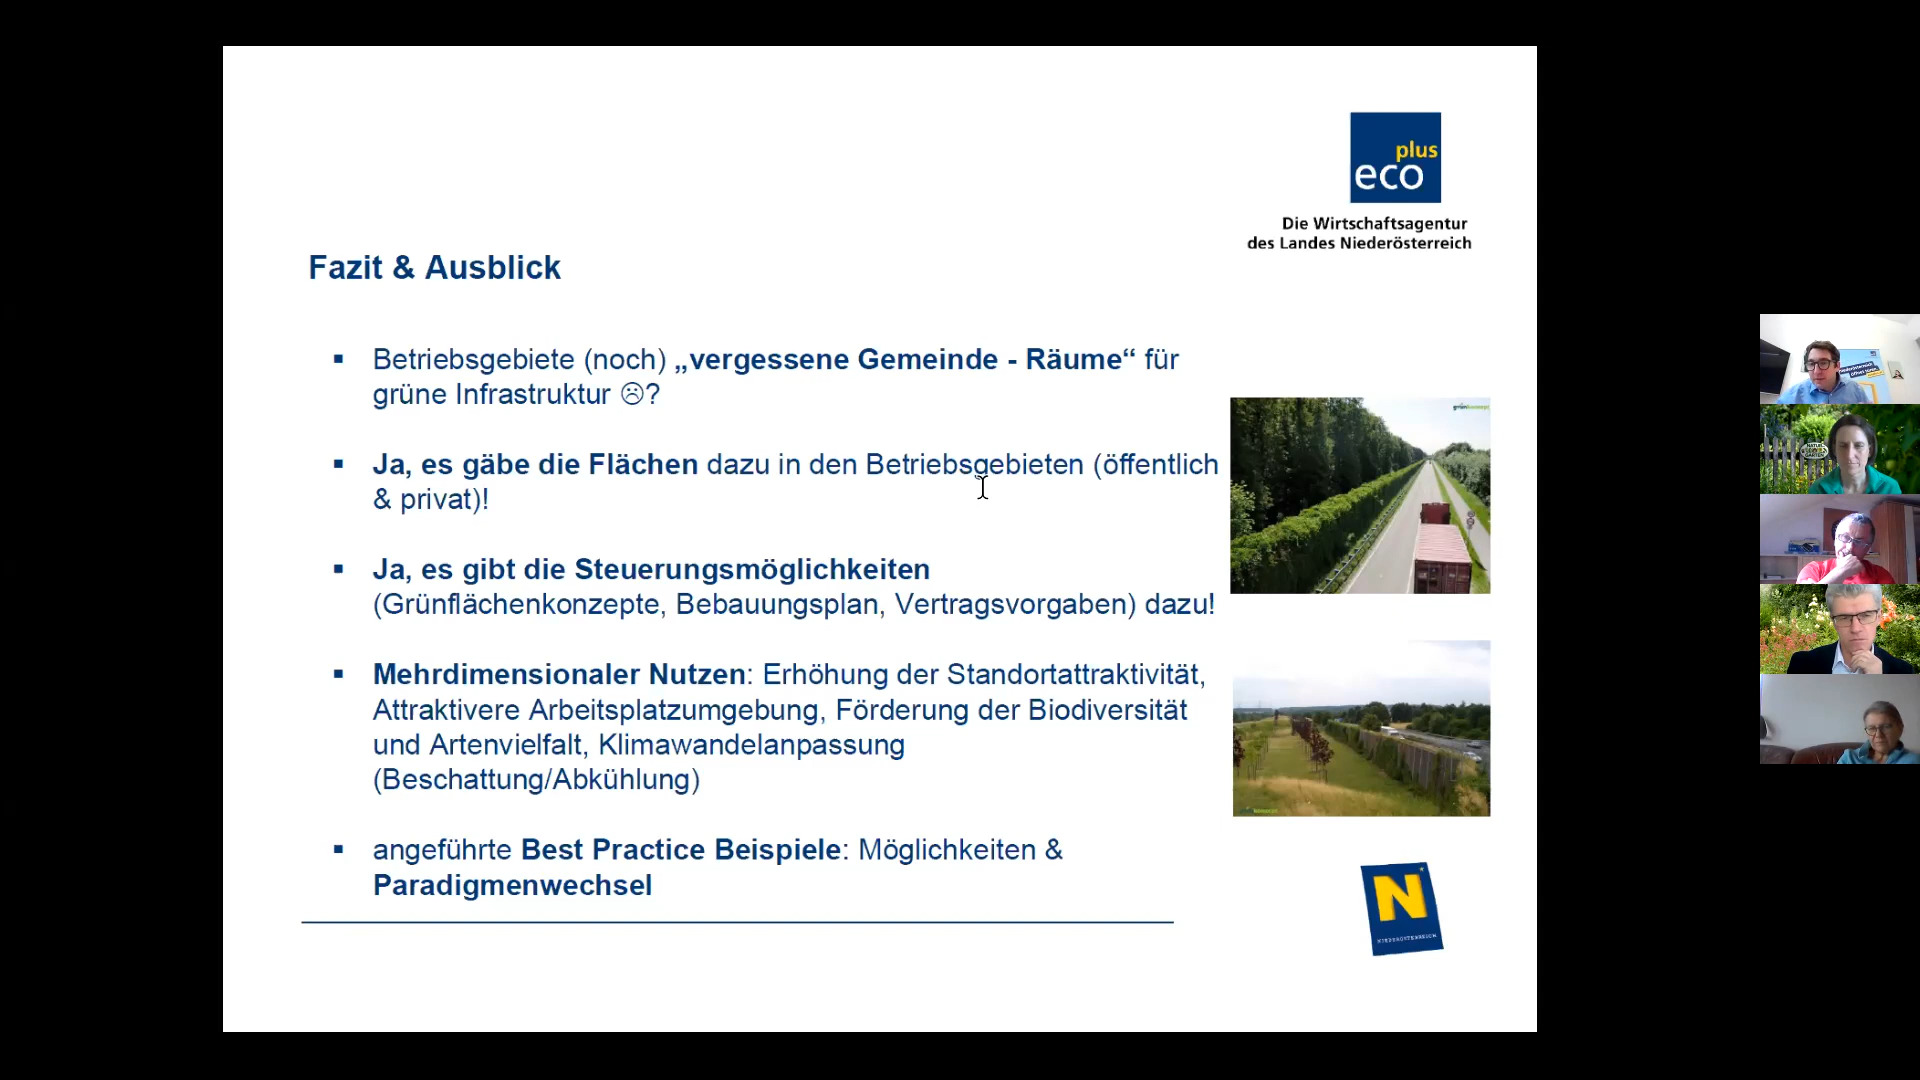 plus
eco
Die Wirtschaftsagentur
des Landes Niederösterreich
Fazit & Ausblick
▪ Betriebsgebiete (noch) „vergessene Gemeinde - Räume“ für
grüne Infrastruktur ☹?
▪ Ja, es gäbe die Flächen dazu in den Betriebsgebieten (öffentlich
& privat)!
▪ Ja, es gibt die Steuerungsmöglichkeiten
(Grünflächenkonzepte, Bebauungsplan, Vertragsvorgaben) dazu!
▪ Mehrdimensionaler Nutzen: Erhöhung der Standortattraktivität,
Attraktivere Arbeitsplatzumgebung, Förderung der Biodiversität
und Artenvielfalt, Klimawandelanpassung
(Beschattung/Abkühlung)
▪ angeführte Best Practice Beispiele: Möglichkeiten &
Paradigmenwechsel
N
NIEDERÖSTERREICH